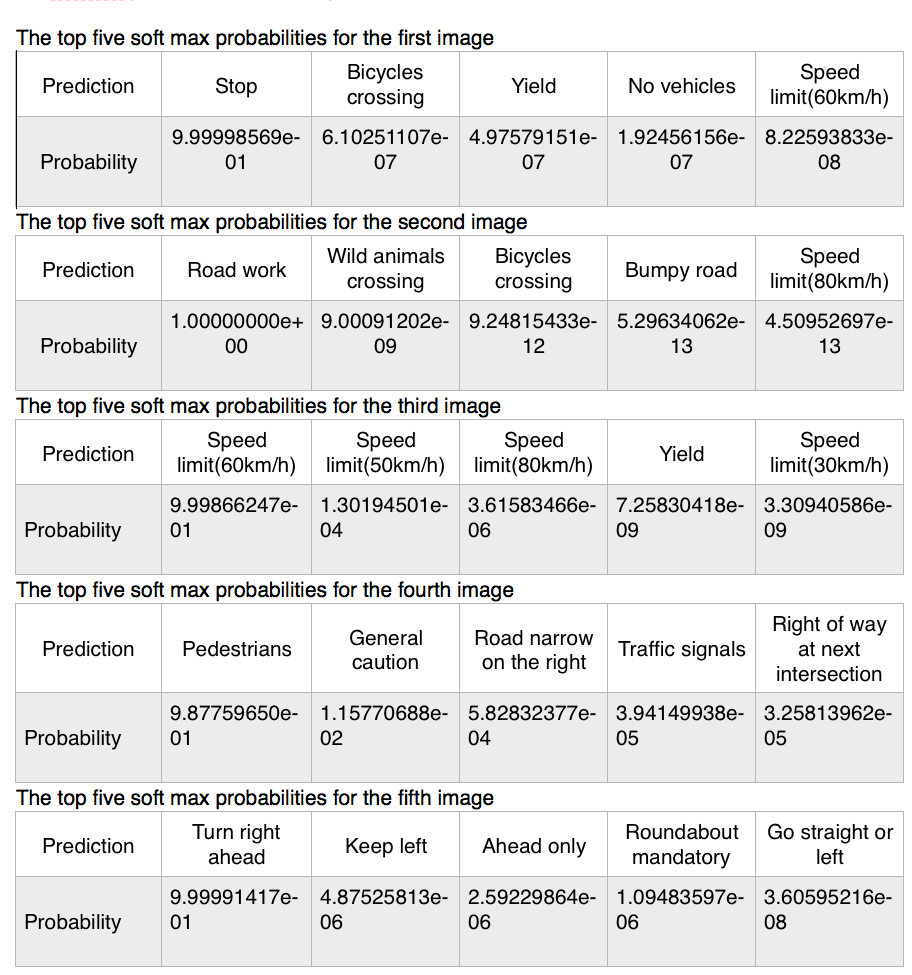 The top five soft max probabilities for the first image
Prediction Stop Bicycles crossing Yield No vehicles Speed limit(60km/h)
Probability 9.99998569e-01 6.10251107e-07 4.97579151e-07 1.92456156e-07 8.22593833e-08
The top five soft max probabilities for the second image
Prediction Road work Wild animals crossing Bicycles crossing Bumpy road Speed limit(80km/h)
Probability 1.00000000e+00 9.00091202e-09 9.24815433e-12 5.29634062e-13 4.50952697e-13
The top five soft max probabilities for the third image
Prediction Speed limit(60km/h) Speed limit(50km/h) Speed limit(80km/h) Yield Speed limit(30km/h)
Probability 9.99866247e-01 1.30194501e-04 3.61583466e-06 7.25830418e-09 3.30940586e-09
The top five soft max probabilities for the fourth image
Prediction Pedestrians General caution Road narrow on the right Traffic signals Right of way at next intersection
Probability 9.87759650e-01 1.15770688e-02 5.82832377e-04 3.94149938e-05 3.25813962e-05
The top five soft max probabilities for the fifth image
Prediction Turn right ahead Keep left Ahead only Roundabout mandatory Go straight or left
Probability 9.99991417e-01 4.87525813e-06 2.59229864e-06 1.09483597e-06 3.60595216e-08